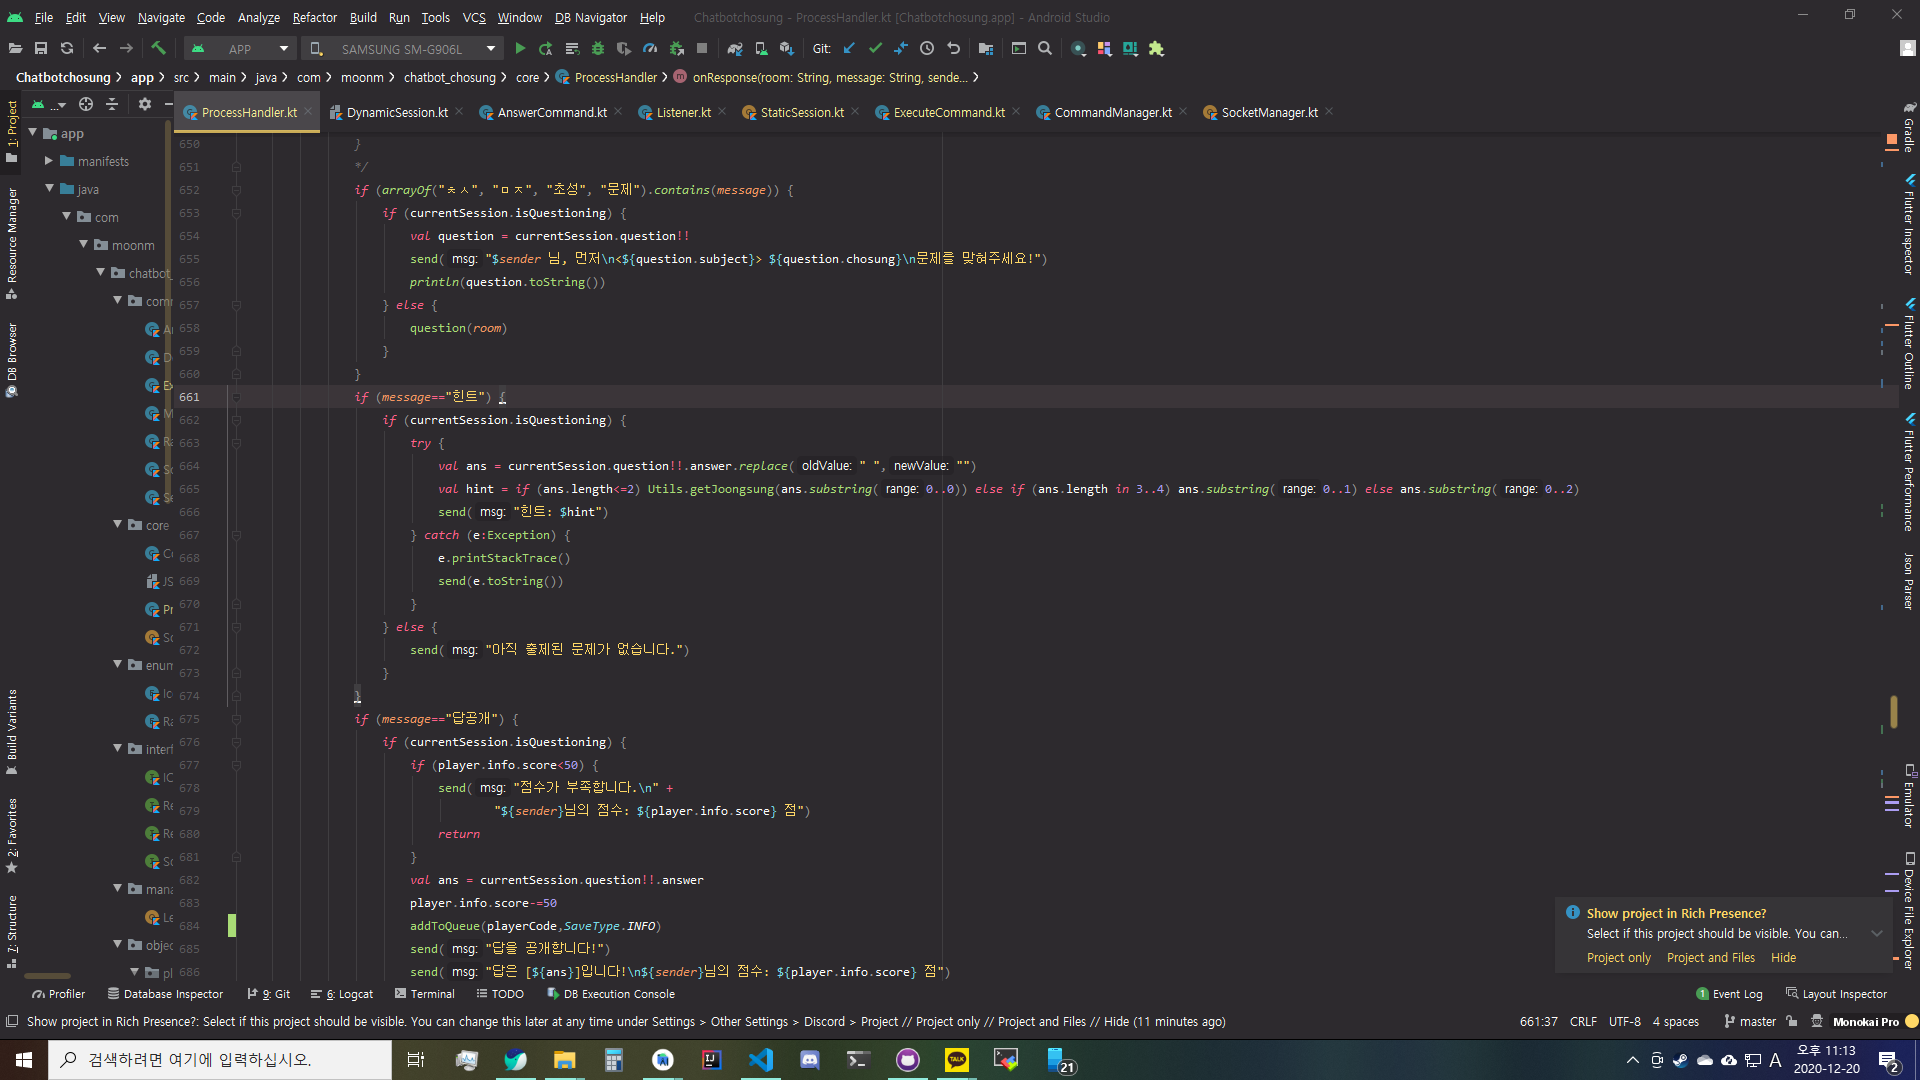 File Edit View Navigate Code Analyze Refactor Build Run Tools VCS Window DB Navigator Help Chatbotchosung - ProcessHandler.kt [Chatbotchosung.app] - Android Studio
APP SAMSUNG SM-G906L Git:
Chatbotchosung app src main java com moonm chatbot_chosung core ProcessHandler onResponse(room: String, message: String, sende...
... ProcessHandler.kt DynamicSession.kt AnswerCommand.kt Listener.kt StaticSession.kt ExecuteCommand.kt CommandManager.kt SocketManager.kt
1: Project
Resource Manager
DB Browser
Build Variants
2: Favorites
7: Structure
app
manifests
java
com
moonm
chatbot_
com
core
enum
interf
mana
objec
pl
650 }
651 */
652 if (arrayOf("ㅊㅅ", "ㅁㅈ", "초성", "문제").contains(message)) {
653 if (currentSession.isQuestioning) {
654 val question = currentSession.question!!
655 send( msg: "$sender 님, 먼저\n<${question.subject}> ${question.chosung}\n문제를 맞혀주세요!")
656 println(question.toString())
657 } else {
658 question(room)
659 }
660 }
661 if (message=="힌트") {
662 if (currentSession.isQuestioning) {
663 try {
664 val ans = currentSession.question!!.answer.replace( oldValue: " ", newValue: "")
665 val hint = if (ans.length<=2) Utils.getJoongsung(ans.substring( range: 0..0)) else if (ans.length in 3..4) ans.substring( range: 0..1) else ans.substring( range: 0..2)
666 send( msg: "힌트: $hint")
667 } catch (e:Exception) {
668 e.printStackTrace()
669 send(e.toString())
670 }
671 } else {
672 send( msg: "아직 출제된 문제가 없습니다.")
673 }
674 }
675 if (message=="답공개") {
676 if (currentSession.isQuestioning) {
677 if (player.info.score<50) {
678 send( msg: "점수가 부족합니다.\n" +
679 "${sender}님의 점수: ${player.info.score} 점")
680 return
681 }
682 val ans = currentSession.question!!.answer
683 player.info.score-=50
684 addToQueue(playerCode,SaveType.INFO)
685 send( msg: "답을 공개합니다!")
686 send( msg: "답은 [${ans}]입니다!\n${sender}님의 점수: ${player.info.score} 점")
Gradle
Flutter Inspector
Flutter Outline
Flutter Performance
Json Parser
Emulator
Device File Explorer
Show project in Rich Presence?
Select if this project should be visible. You can...
Project only Project and Files Hide
Profiler Database Inspector 9: Git 6: Logcat Terminal TODO DB Execution Console 1 Event Log Layout Inspector
Show project in Rich Presence?: Select if this project should be visible. You can change this later at any time under Settings > Other Settings > Discord > Project // Project only // Project and Files // Hide (11 minutes ago) 661:37 CRLF UTF-8 4 spaces master Monokai Pro
검색하려면 여기에 입력하십시오. TALK 21 A 오후 11:13
2020-12-20 2